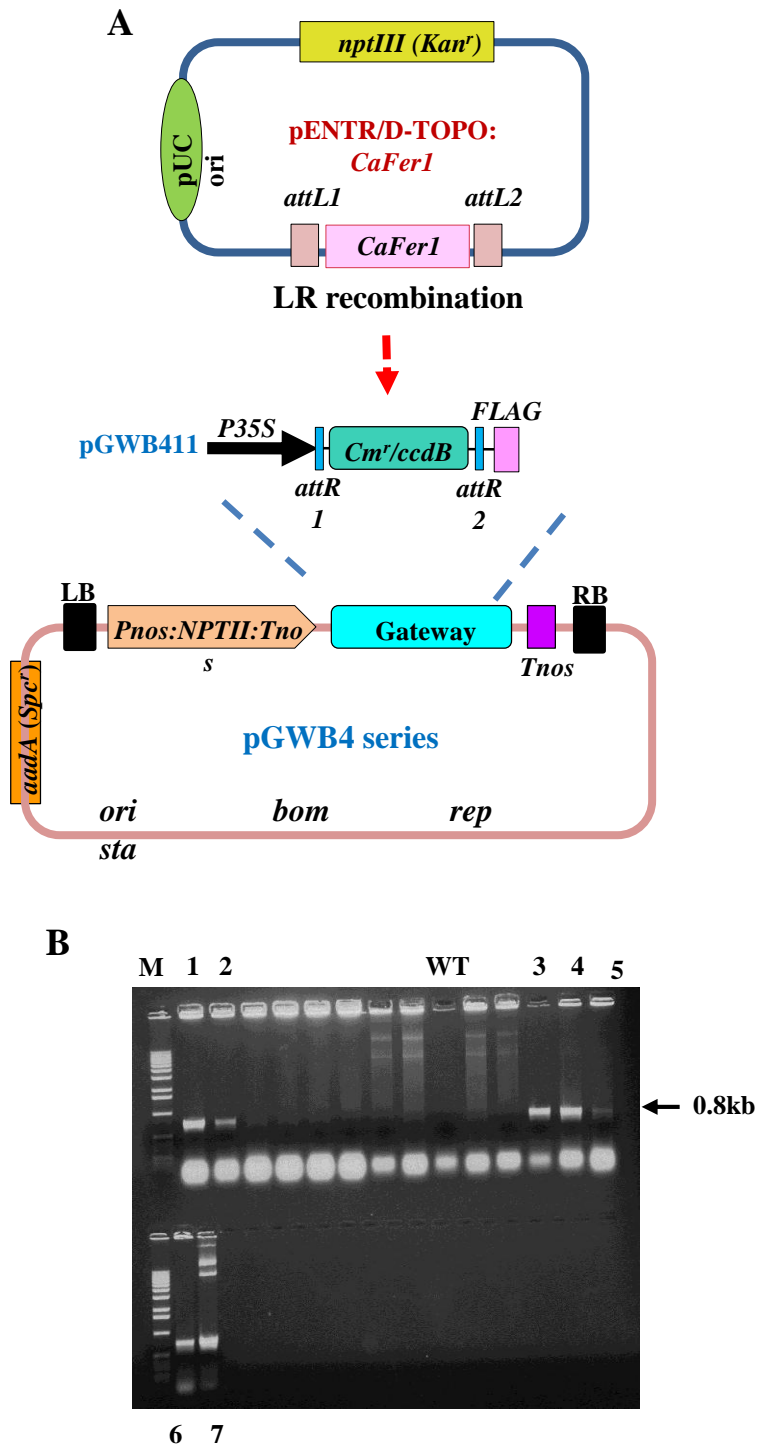 A
nptIII (Kanʳ)
pUC
ori
pENTR/D-TOPO:
CaFer1
attL1
attL2
CaFer1
LR recombination
pGWB411
P35S
FLAG
Cmʳ/ccdB
attR
1
attR
2
LB
RB
Pnos:NPTII:Tno
s
Gateway
Tnos
aadA (Spcʳ)
pGWB4 series
ori
bom
rep
sta
B
M 1 2 WT 3 4 5
0.8kb
6 7